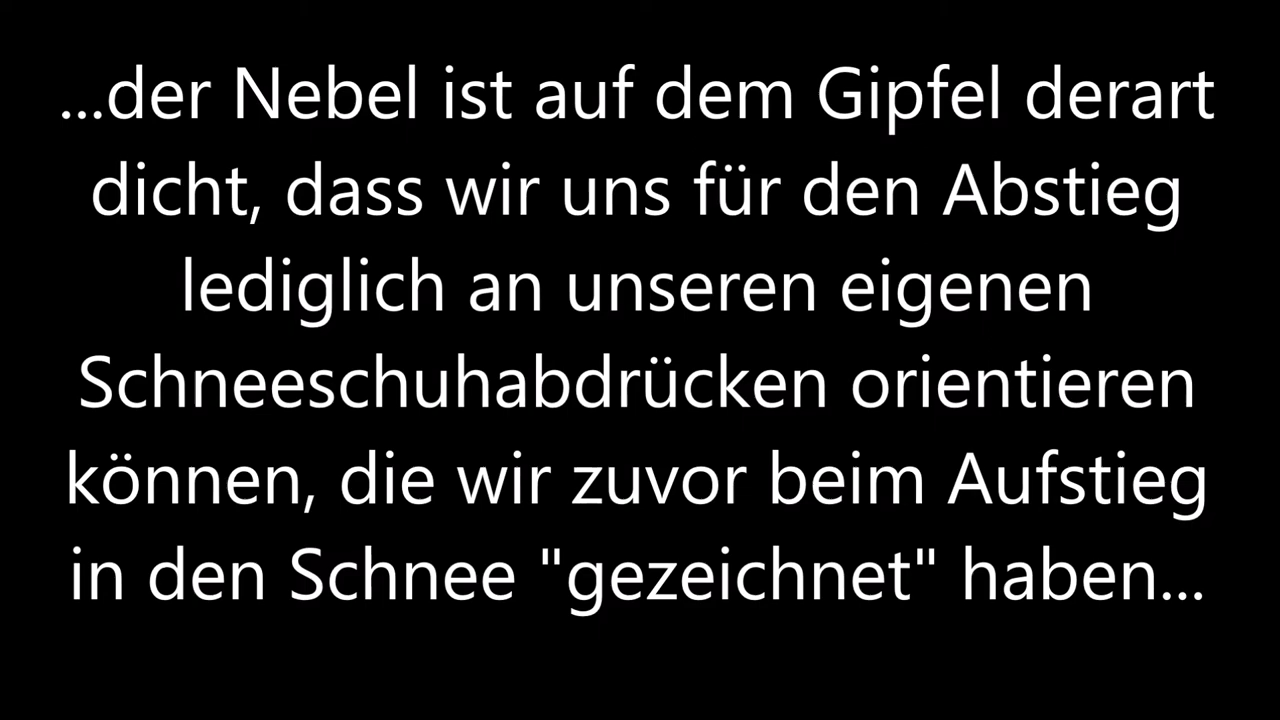 ...der Nebel ist auf dem Gipfel derart
dicht, dass wir uns für den Abstieg
lediglich an unseren eigenen
Schneeschuhabdrücken orientieren
können, die wir zuvor beim Aufstieg
in den Schnee "gezeichnet" haben...